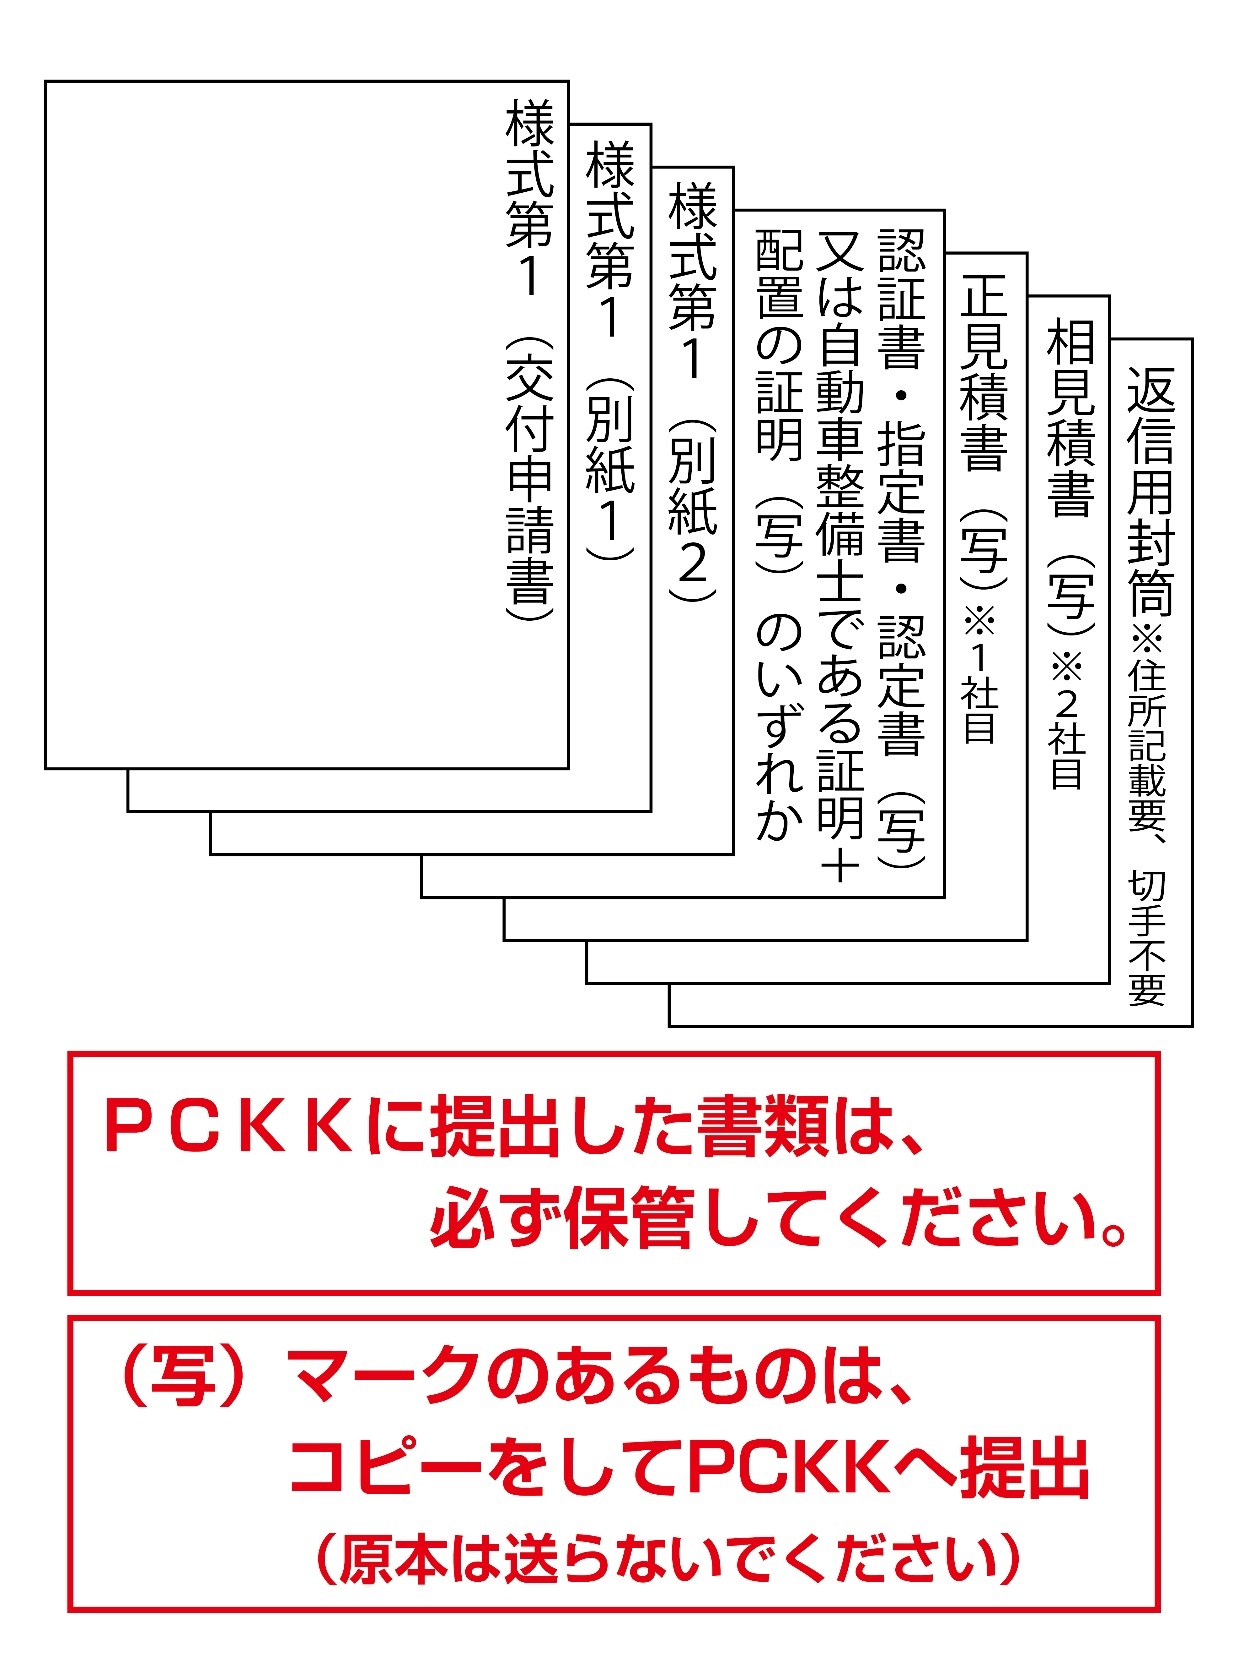 様式第１（交付申請書）
様式第１（別紙１）
様式第１（別紙２）
認証書・指定書・認定書（写）
又は自動車整備士である証明＋
配置の証明（写）のいずれか
正見積書（写）※１社目
相見積書（写）※２社目
返信用封筒※住所記載要、切手不要
ＰＣＫＫに提出した書類は、
必ず保管してください。
（写）マークのあるものは、
コピーをしてPCKKへ提出
（原本は送らないでください）